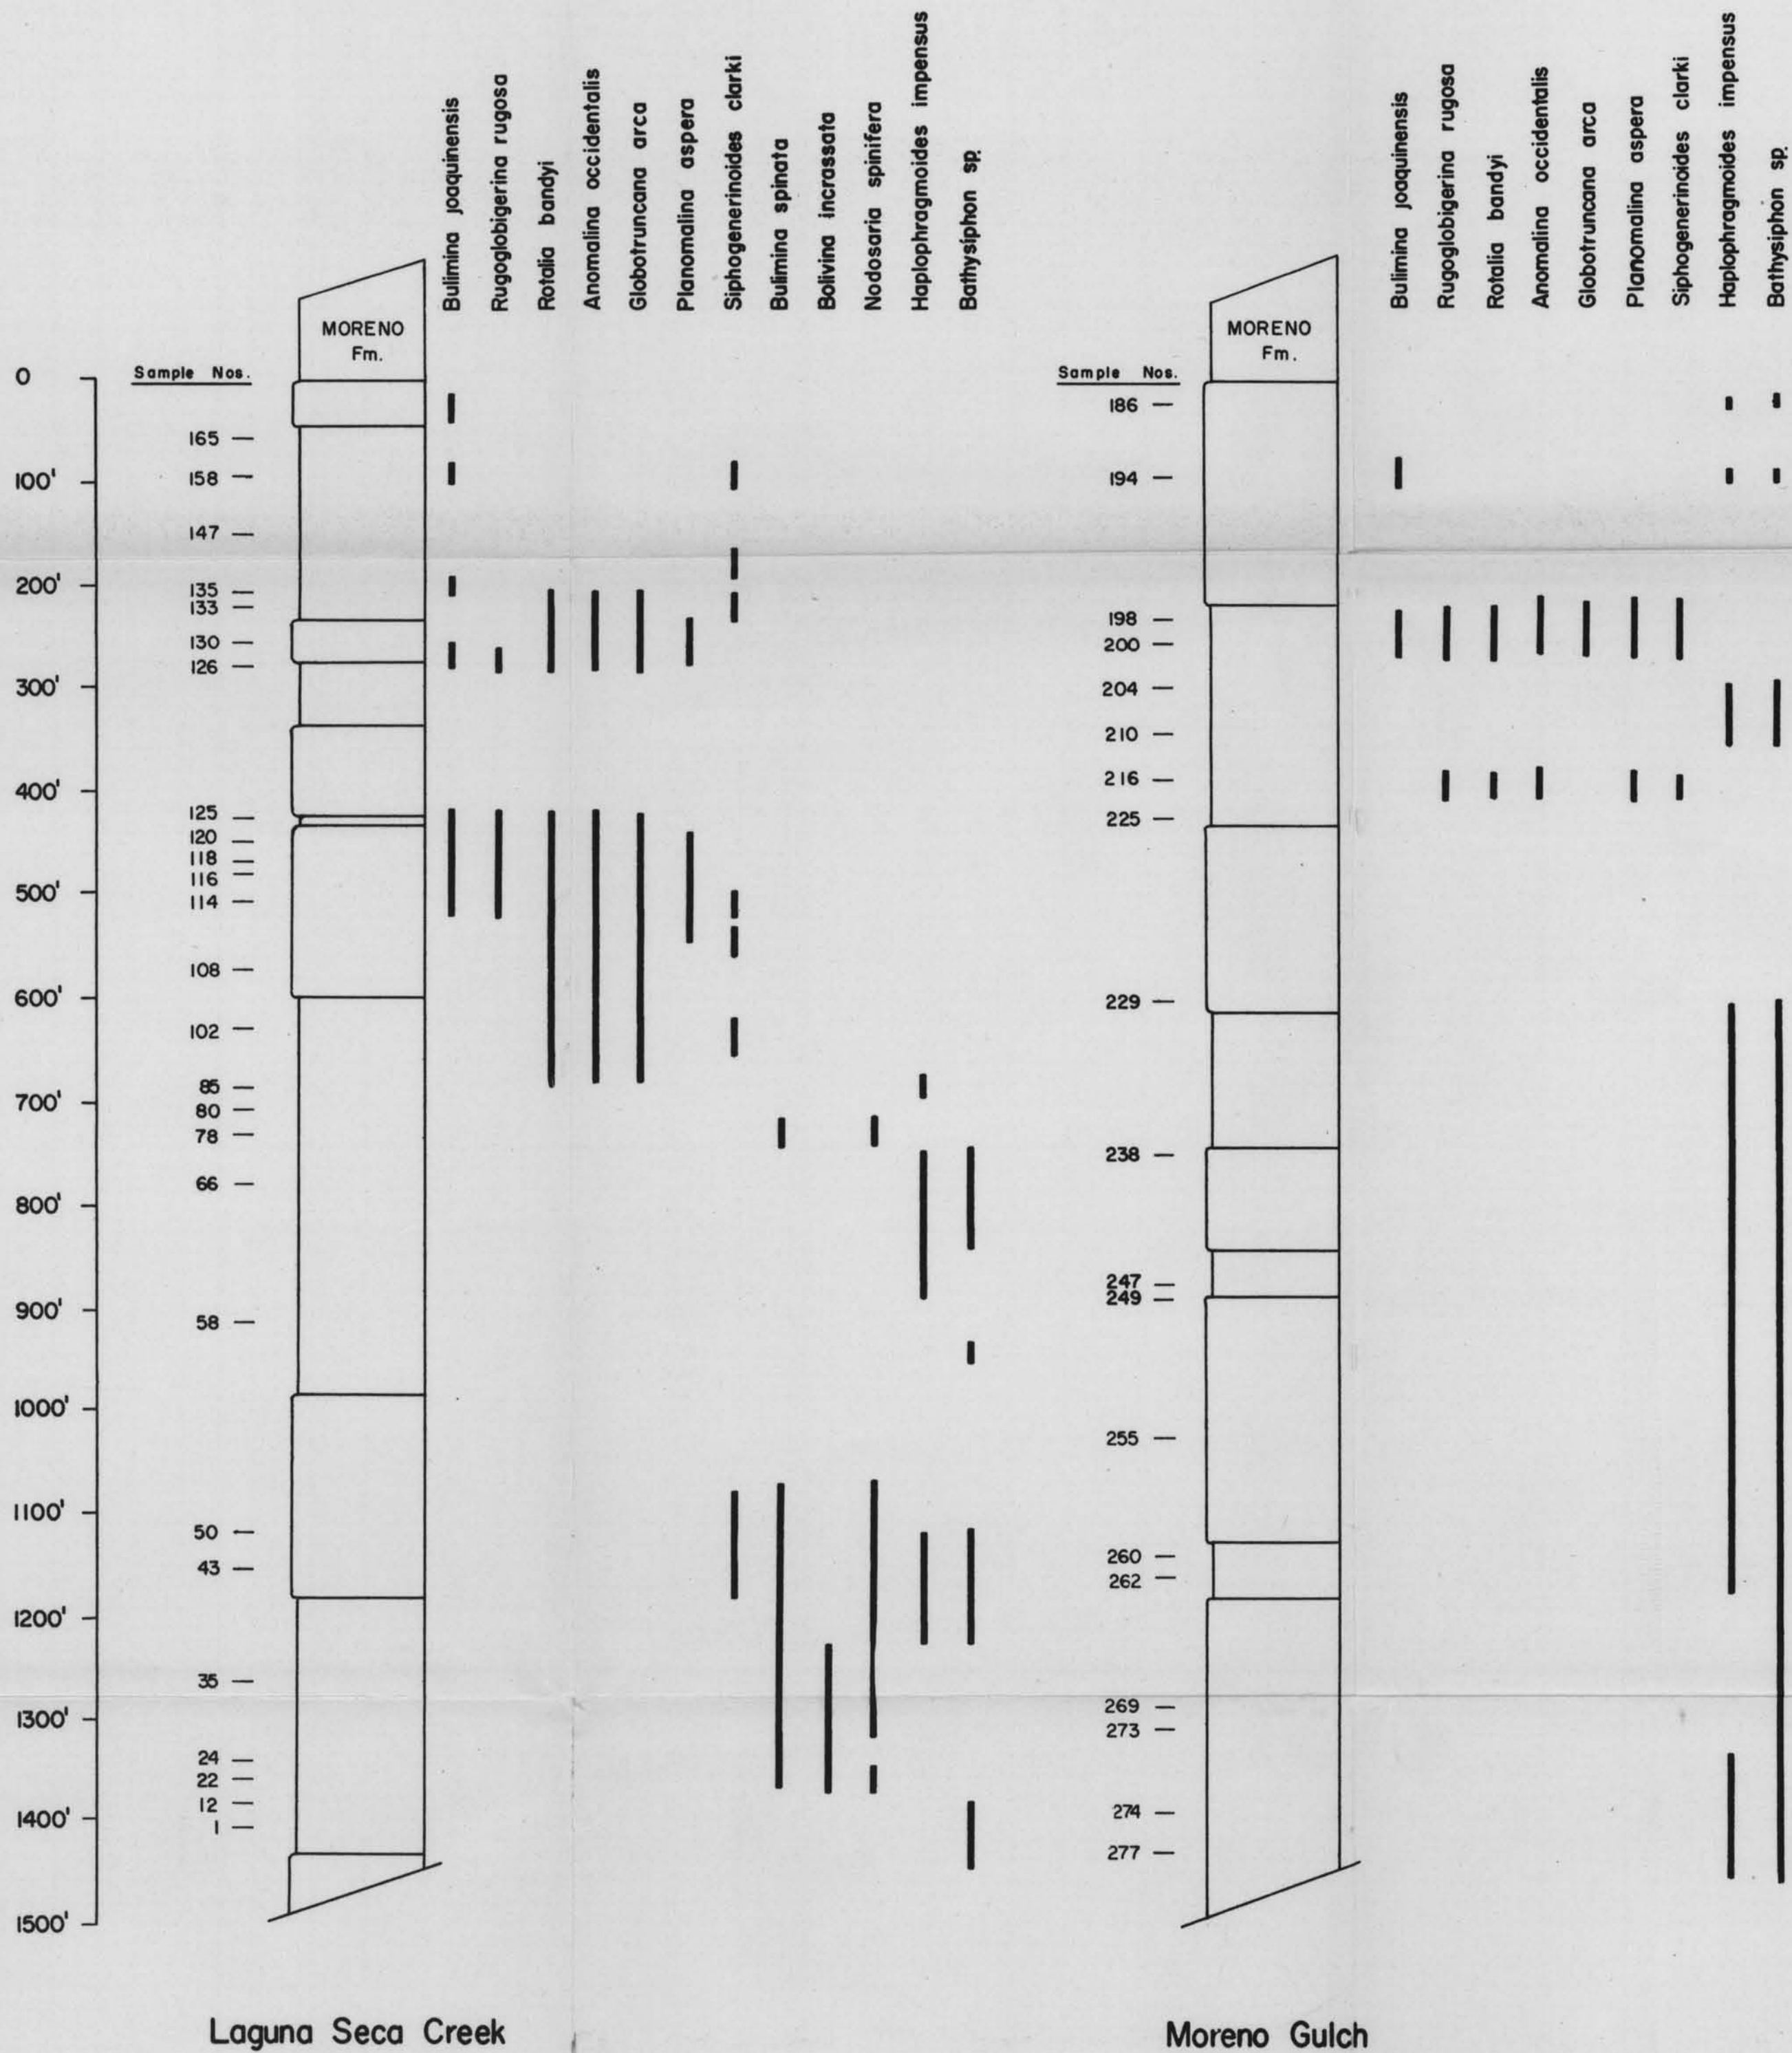 Bulimina joaquinensis
Rugoglobigerina rugosa
Rotalia bandyi
Anomalina occidentalis
Globotruncana arca
Planomalina aspera
Siphogenerinoides clarki
Bulimina spinata
Bolivina incrassata
Nodosaria spinifera
Haplophragmoides impensus
Bathysiphon sp.
MORENO
Fm.
Sample Nos.
0
100'
200'
300'
400'
500'
600'
700'
800'
900'
1000'
1100'
1200'
1300'
1400'
1500'
165
158
147
135
133
130
126
125
120
118
116
114
108
102
85
80
78
66
58
50
43
35
24
22
12
1
Laguna Seca Creek
Bulimina joaquinensis
Rugoglobigerina rugosa
Rotalia bandyi
Anomalina occidentalis
Globotruncana arca
Planomalina aspera
Siphogenerinoides clarki
Haplophragmoides impensus
Bathysiphon sp.
MORENO
Fm.
Sample Nos.
186
194
198
200
204
210
216
225
229
238
247
249
255
260
262
269
273
274
277
Moreno Gulch